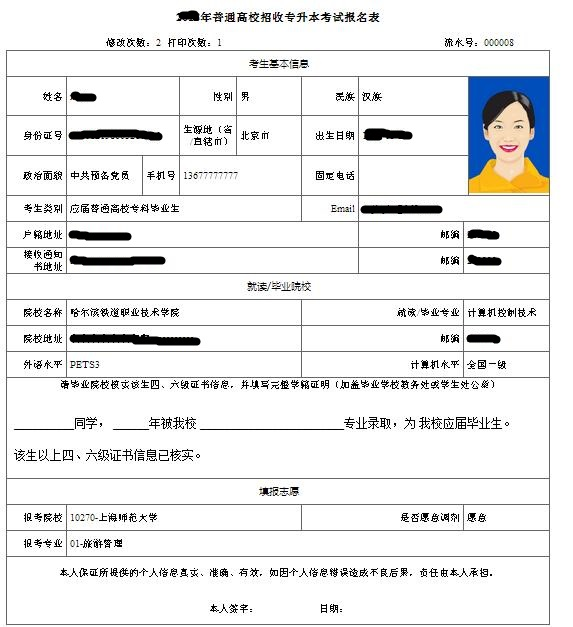 年普通高校招收专升本考试报名表
修改次数：2 打印次数：1 流水号：000008
考生基本信息
姓名 性别 男 民族 汉族
身份证号 生源地（省/直辖市） 北京市 出生日期
政治面貌 中共预备党员 手机号 13677777777 固定电话
考生类别 应届普通高校专科毕业生 Email
户籍地址 邮编
接收通知书地址 邮编
就读/毕业院校
院校名称 哈尔滨铁道职业技术学院 就读/毕业专业 计算机控制技术
院校地址 邮编
外语水平 PETS3 计算机水平 全国一级
请毕业院校核实该生四、六级证书信息，并填写完整学籍证明（加盖毕业学校教务处或学生处公章）
__________同学，______年被我校________________________专业录取，为 我校应届毕业生。
该生以上四、六级证书信息已核实。
填报志愿
报考院校 10270-上海师范大学 是否愿意调剂 愿意
报考专业 01-旅游管理
本人保证所提供的个人信息真实、准确、有效，如因个人信息错误造成不良后果，责任由本人承担。
本人签字： 日期：